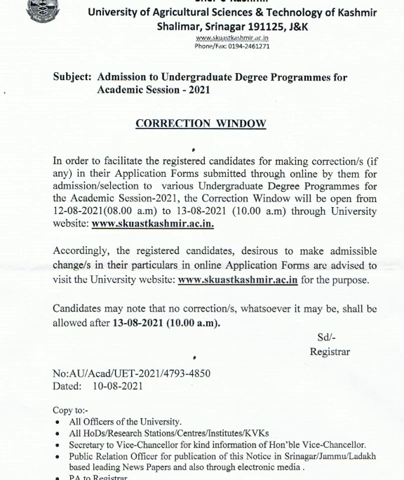 University of Agricultural Sciences & Technology of Kashmir
Shalimar, Srinagar 191125, J&K
www.skuastkashmir.ac.in
Phone/Fax: 0194-2461271
Subject: Admission to Undergraduate Degree Programmes for
Academic Session - 2021
CORRECTION WINDOW
In order to facilitate the registered candidates for making correction/s (if
any) in their Application Forms submitted through online by them for
admission/selection to various Undergraduate Degree Programmes for
the Academic Session-2021, the Correction Window will be open from
12-08-2021(08.00 a.m) to 13-08-2021 (10.00 a.m) through University
website: www.skuastkashmir.ac.in.
Accordingly, the registered candidates, desirous to make admissible
change/s in their particulars in online Application Forms are advised to
visit the University website: www.skuastkashmir.ac.in for the purpose.
Candidates may note that no correction/s, whatsoever it may be, shall be
allowed after 13-08-2021 (10.00 a.m).
Sd/-
Registrar
No:AU/Acad/UET-2021/4793-4850
Dated: 10-08-2021
Copy to:-
• All Officers of the University.
• All HoDs/Research Stations/Centres/Institutes/KVKs
• Secretary to Vice-Chancellor for kind information of Hon'ble Vice-Chancellor.
• Public Relation Officer for publication of this Notice in Srinagar/Jammu/Ladakh
based leading News Papers and also through electronic media .
• PA to Registrar